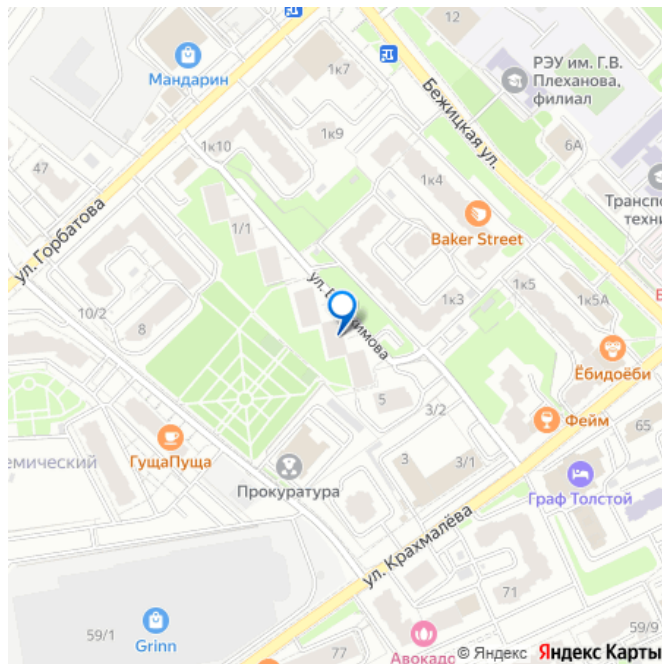 12
Мандарин
1к7
РЭУ им. Г.В.
Плеханова,
филиал
Бежицкая ул.
1к10
1к9
6А
47
1к4
Трансп
техни
1/1
Baker Street
ул. Горбатова
ул.
имова
1к3
1к5
1к5А
10/2
8
Ёбидоёби
5
3/2
Фейм
65
емический
ГущаПуща
3
3/1
Прокуратура
Граф Толстой
ул. Крахмалёва
71
59/1
Grinn
77
Авокадо
59/9
© Яндекс Яндекс Карты